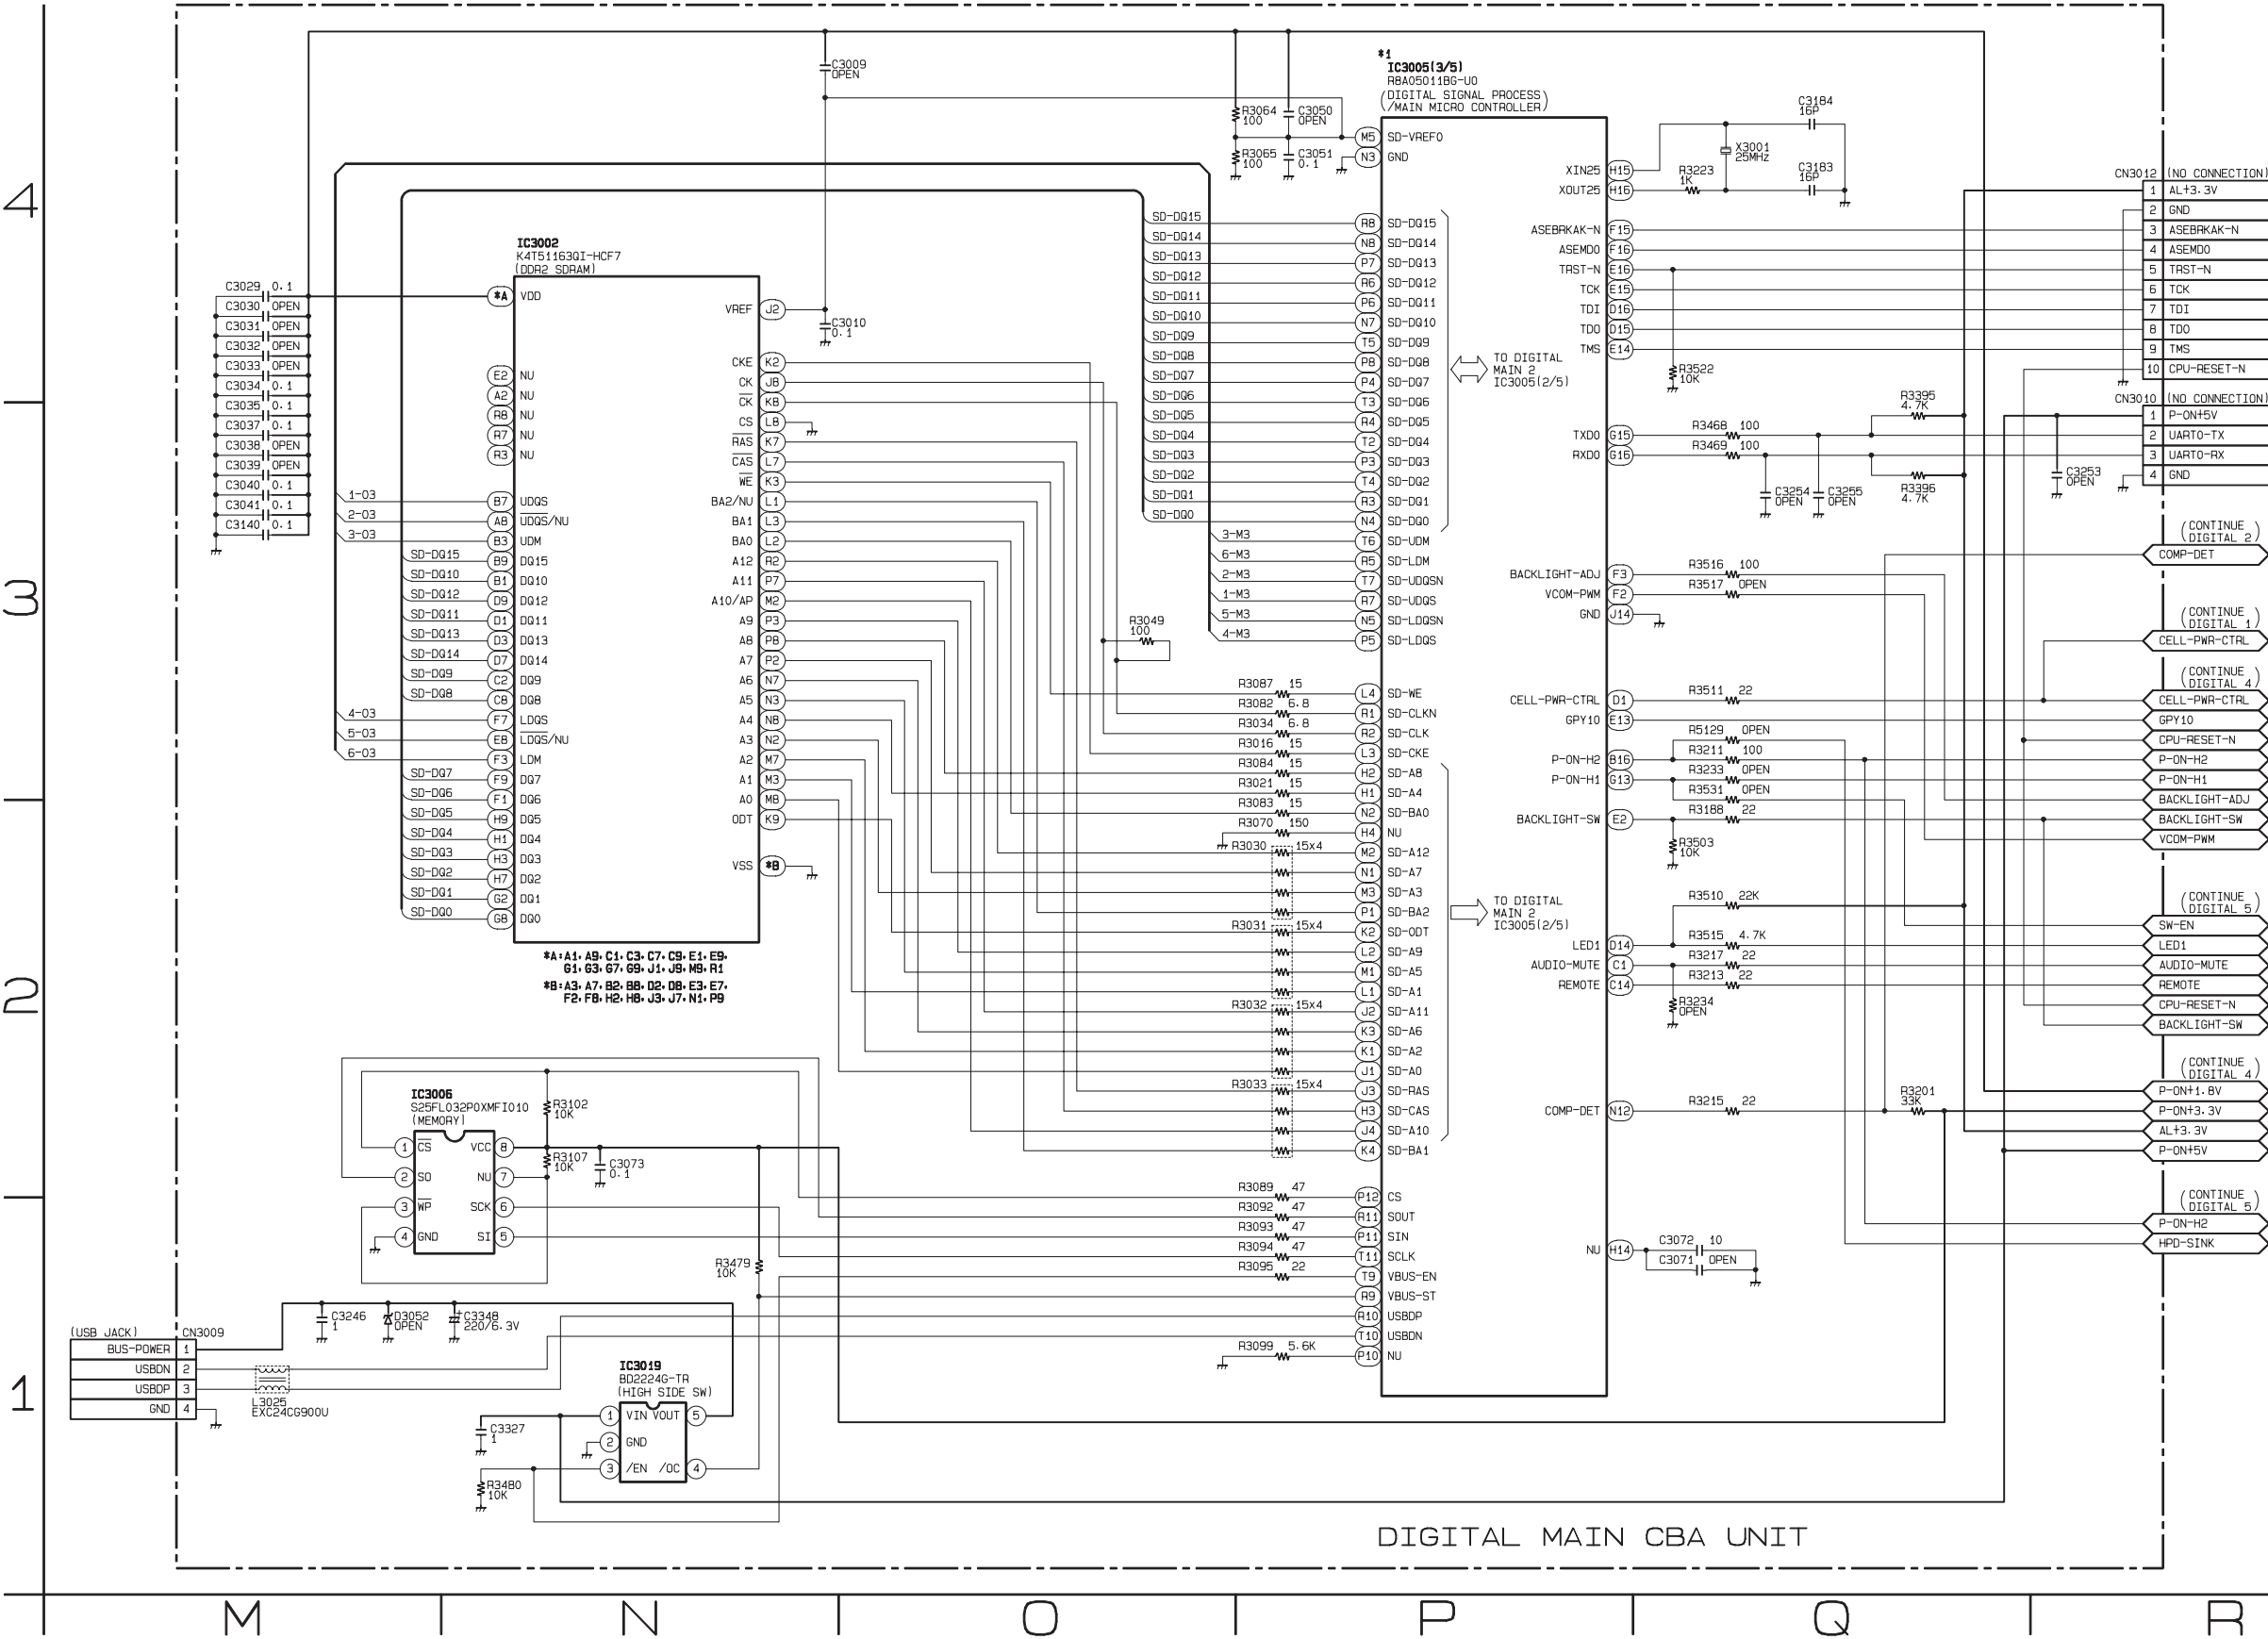 *1
IC3005(3/5)
R8A05011BG-U0
(DIGITAL SIGNAL PROCESS)
/MAIN MICRO CONTROLLER
C3009
OPEN
R3064
100
C3050
OPEN
R3065
100
C3051
0.1
M5 SD-VREF0
N3 GND
XIN25 H15
XOUT25 H16
C3184
16P
X3001
25MHz
C3183
16P
R3223
1K
ASEBRKAK-N F15
ASEMD0 F16
TRST-N E16
TCK E15
TDI D16
TDO D15
TMS E14
R3522
10K
CN3012 (NO CONNECTION)
1 AL+3.3V
2 GND
3 ASEBRKAK-N
4 ASEMD0
5 TRST-N
6 TCK
7 TDI
8 TDO
9 TMS
10 CPU-RESET-N
CN3010 (NO CONNECTION)
1 P-ON+5V
2 UART0-TX
3 UART0-RX
4 GND
R3395
4.7K
R3396
4.7K
C3253
OPEN
TXD0 G15
RXD0 G16
R3468 100
R3469 100
C3254
OPEN
C3255
OPEN
4
3
2
1
IC3002
K4T51163QI-HCF7
(DDR2 SDRAM)
C3029 0.1
C3030 OPEN
C3031 OPEN
C3032 OPEN
C3033 OPEN
C3034 0.1
C3035 0.1
C3037 0.1
C3038 OPEN
C3039 OPEN
C3040 0.1
C3041 0.1
C3140 0.1
*A VDD
E2 NU
A2 NU
R8 NU
R7 NU
R3 NU
1-O3 B7 UDQS
2-O3 A8 UDQS/NU
3-O3 B3 UDM
SD-DQ15 B9 DQ15
SD-DQ10 B1 DQ10
SD-DQ12 D9 DQ12
SD-DQ11 D1 DQ11
SD-DQ13 D3 DQ13
SD-DQ14 D7 DQ14
SD-DQ9 C2 DQ9
SD-DQ8 C8 DQ8
4-O3 F7 LDQS
5-O3 E8 LDQS/NU
6-O3 F3 LDM
SD-DQ7 F9 DQ7
SD-DQ6 F1 DQ6
SD-DQ5 H9 DQ5
SD-DQ4 H1 DQ4
SD-DQ3 H3 DQ3
SD-DQ2 H7 DQ2
SD-DQ1 G2 DQ1
SD-DQ0 G8 DQ0
VREF J2
C3010
0.1
CKE K2
CK J8
CK K8
CS L8
RAS K7
CAS L7
WE K3
BA2/NU L1
BA1 L3
BA0 L2
A12 R2
A11 P7
A10/AP M2
A9 P3
A8 P8
A7 P2
A6 N7
A5 N3
A4 N8
A3 N2
A2 M7
A1 M3
A0 M8
ODT K9
VSS *B
*A:A1, A9, C1, C3, C7, C9, E1, E9,
G1, G3, G7, G9, J1, J9, M9, R1
*B:A3, A7, B2, B8, D2, D8, E3, E7,
F2, F8, H2, H8, J3, J7, N1, P9
R3049
100
SD-DQ15 R8 SD-DQ15
SD-DQ14 N8 SD-DQ14
SD-DQ13 P7 SD-DQ13
SD-DQ12 R6 SD-DQ12
SD-DQ11 P6 SD-DQ11
SD-DQ10 N7 SD-DQ10
SD-DQ9 T5 SD-DQ9
SD-DQ8 P8 SD-DQ8
SD-DQ7 P4 SD-DQ7
SD-DQ6 T3 SD-DQ6
SD-DQ5 R4 SD-DQ5
SD-DQ4 T2 SD-DQ4
SD-DQ3 P3 SD-DQ3
SD-DQ2 T4 SD-DQ2
SD-DQ1 R3 SD-DQ1
SD-DQ0 N4 SD-DQ0
TO DIGITAL
MAIN 2
IC3005(2/5)
3-M3 T6 SD-UDM
6-M3 R5 SD-LDM
2-M3 T7 SD-UDQSN
1-M3 R7 SD-UDQS
5-M3 N5 SD-LDQSN
4-M3 P5 SD-LDQS
R3087 15 L4 SD-WE
R3082 6.8 R1 SD-CLKN
R3034 6.8 R2 SD-CLK
R3016 15 L3 SD-CKE
R3084 15 H2 SD-A8
R3021 15 H1 SD-A4
R3083 15 N2 SD-BA0
R3070 150 H4 NU
R3030 15x4 M2 SD-A12
N1 SD-A7
M3 SD-A3
P1 SD-BA2
R3031 15x4 K2 SD-ODT
L2 SD-A9
M1 SD-A5
L1 SD-A1
R3032 15x4 J2 SD-A11
K3 SD-A6
K1 SD-A2
J1 SD-A0
R3033 15x4 J3 SD-RAS
H3 SD-CAS
J4 SD-A10
K4 SD-BA1
TO DIGITAL
MAIN 2
IC3005(2/5)
R3089 47 P12 CS
R3092 47 R11 SOUT
R3093 47 P11 SIN
R3094 47 T11 SCLK
R3095 22 T9 VBUS-EN
R9 VBUS-ST
R10 USBDP
T10 USBDN
R3099 5.6K P10 NU
BACKLIGHT-ADJ F3 R3516 100
VCOM-PWM F2 R3517 OPEN
GND J14
CELL-PWR-CTRL D1 R3511 22
GPY10 E13
R5129 OPEN
P-ON-H2 B16 R3211 100
P-ON-H1 G13 R3233 OPEN
R3531 OPEN
BACKLIGHT-SW E2 R3188 22
R3503
10K
R3510 22K
LED1 D14 R3515 4.7K
AUDIO-MUTE C1 R3217 22
REMOTE C14 R3213 22
R3234
OPEN
COMP-DET N12 R3215 22
R3201
33K
NU H14 C3072 10
C3071 OPEN
(CONTINUE
DIGITAL 2)
COMP-DET
(CONTINUE
DIGITAL 1)
CELL-PWR-CTRL
(CONTINUE
DIGITAL 4)
CELL-PWR-CTRL
GPY10
CPU-RESET-N
P-ON-H2
P-ON-H1
BACKLIGHT-ADJ
BACKLIGHT-SW
VCOM-PWM
(CONTINUE
DIGITAL 5)
SW-EN
LED1
AUDIO-MUTE
REMOTE
CPU-RESET-N
BACKLIGHT-SW
(CONTINUE
DIGITAL 4)
P-ON+1.8V
P-ON+3.3V
AL+3.3V
P-ON+5V
(CONTINUE
DIGITAL 5)
P-ON-H2
HPD-SINK
IC3006
S25FL032P0XMFI010
(MEMORY)
1 CS VCC 8
2 SO NU 7
3 WP SCK 6
4 GND SI 5
R3102
10K
R3107
10K
C3073
0.1
R3479
10K
(USB JACK) CN3009
BUS-POWER 1
USBDN 2
USBDP 3
GND 4
C3246
1
D3052
OPEN
+C3348
220/6.3V
L3025
EXC24CG900U
IC3019
BD2224G-TR
(HIGH SIDE SW)
1 VIN VOUT 5
2 GND
3 /EN /OC 4
C3327
1
R3480
10K
DIGITAL MAIN CBA UNIT
M N O P Q R